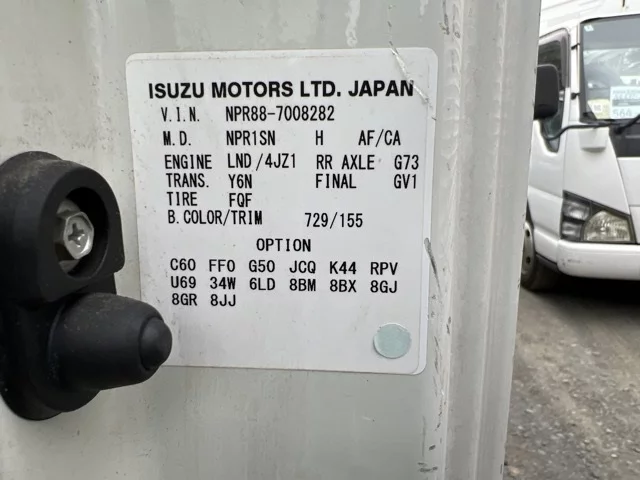 ISUZU MOTORS LTD. JAPAN
V.I.N. NPR88-7008282
M.D. NPR1SN H AF/CA
ENGINE LND/4JZ1 RR AXLE G73
TRANS. Y6N FINAL GV1
TIRE FQF
B.COLOR/TRIM 729/155
OPTION
C60 FF0 G50 JCQ K44 RPV
U69 34W 6LD 8BM 8BX 8GJ
8GR 8JJ